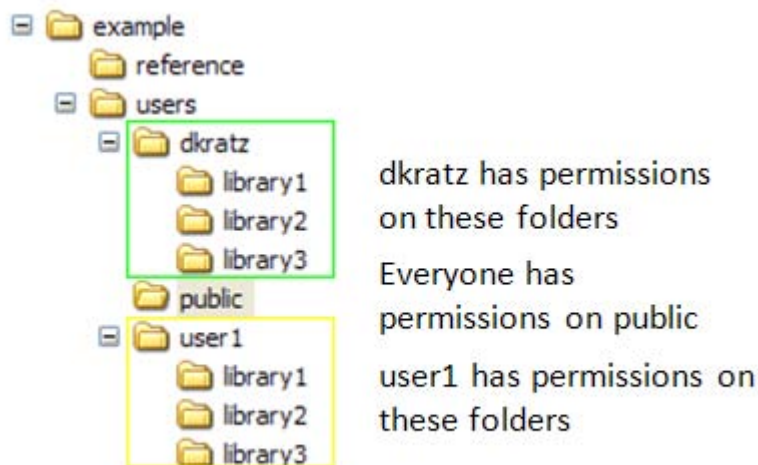 example
reference
users
dkratz
library1
library2
library3
public
user1
library1
library2
library3
dkratz has permissions
on these folders
Everyone has
permissions on public
user1 has permissions on
these folders